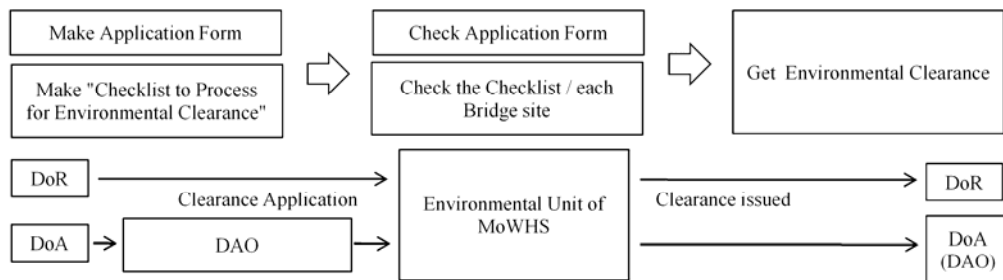 Make Application Form
Make "Checklist to Process
for Environmental Clearance"
Check Application Form
Check the Checklist / each
Bridge site
Get Environmental Clearance
DoR
Clearance Application
Environmental Unit of
MoWHS
Clearance issued
DoR
DoA
DAO
DoA
(DAO)